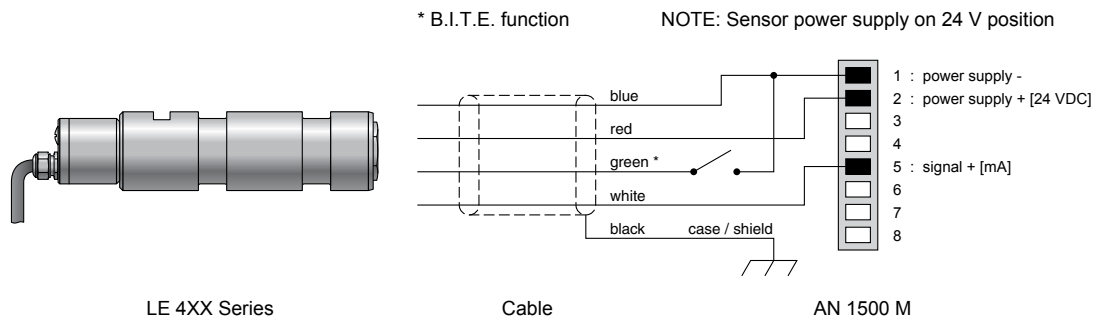 * B.I.T.E. function
NOTE: Sensor power supply on 24 V position
blue
red
green *
white
black case / shield
1 : power supply -
2 : power supply + [24 VDC]
3
4
5 : signal + [mA]
6
7
8
LE 4XX Series
Cable
AN 1500 M